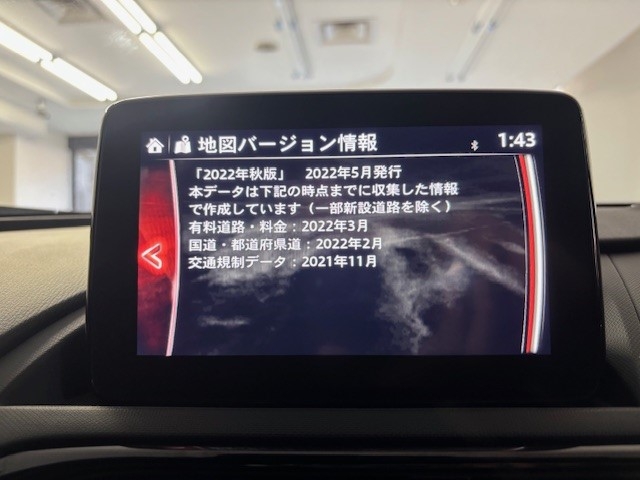 地図バージョン情報 1:43
「2022年秋版」 2022年5月発行
本データは下記の時点までに収集した情報
で作成しています（一部新設道路を除く）
有料道路・料金：2022年3月
国道・都道府県道：2022年2月
交通規制データ：2021年11月